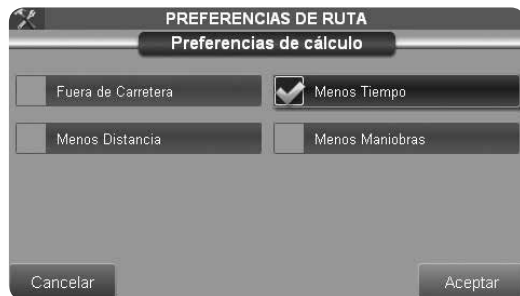 PREFERENCIAS DE RUTA
Preferencias de cálculo
Fuera de Carretera
Menos Tiempo
Menos Distancia
Menos Maniobras
Cancelar
Aceptar